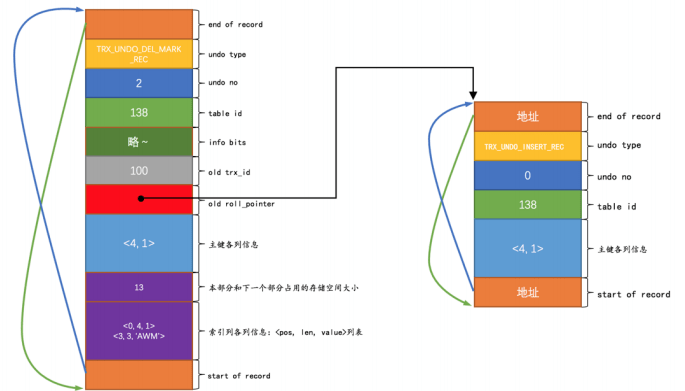 end of record
TRX_UNDO_DEL_MARK
_REC
undo type
2
undo no
138
table id
略~
info bits
100
old trx_id
old roll_pointer
<4, 1>
主键各列信息
13
本部分和下一个部分占用的存储空间大小
<0, 4, 1>
<3, 3, 'AWM'>
索引列各列信息：<pos, len, value>列表
start of record
地址
end of record
TRX_UNDO_INSERT_REC
undo type
0
undo no
138
table id
<4, 1>
主键各列信息
地址
start of record